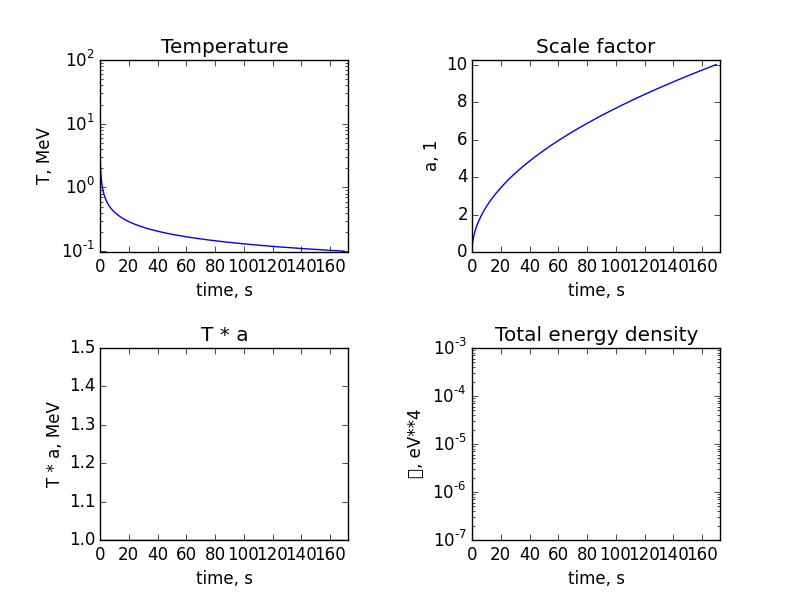 Temperature
Scale factor
10^2
10^1
10^0
10^-1
T, MeV
0 20 40 60 80 100 120 140 160
time, s
10
8
6
4
2
0
a, 1
0 20 40 60 80 100 120 140 160
time, s
T * a
Total energy density
1.5
1.4
1.3
1.2
1.1
1.0
T * a, MeV
0 20 40 60 80 100 120 140 160
time, s
10^-3
10^-4
10^-5
10^-6
10^-7
▯, eV**4
0 20 40 60 80 100 120 140 160
time, s